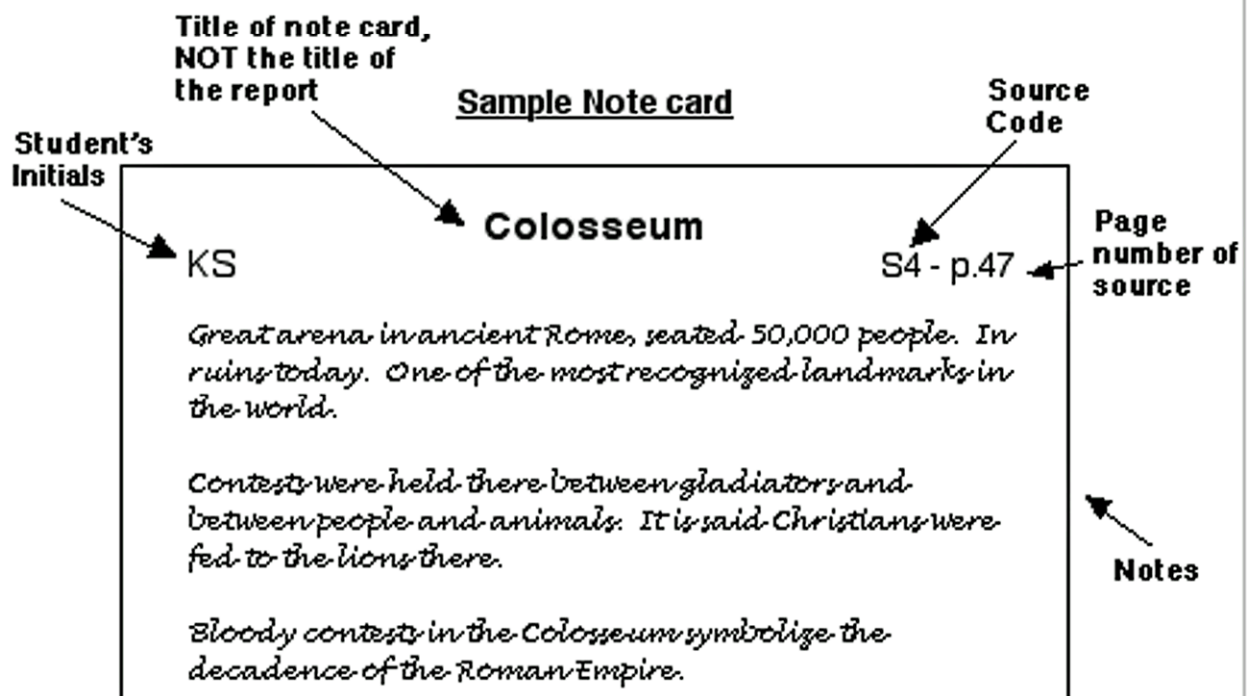 Title of note card,
NOT the title of
the report
Sample Note card
Source
Code
Student's
Initials
Colosseum
Page
number of
source
KS
S4 - p.47
Great arena in ancient Rome, seated 50,000 people. In
ruins today. One of the most recognized landmarks in
the world.
Contests were held there between gladiators and
between people and animals. It is said Christians were
fed to the lions there.
Notes
Bloody contests in the Colosseum symbolize the
decadence of the Roman Empire.